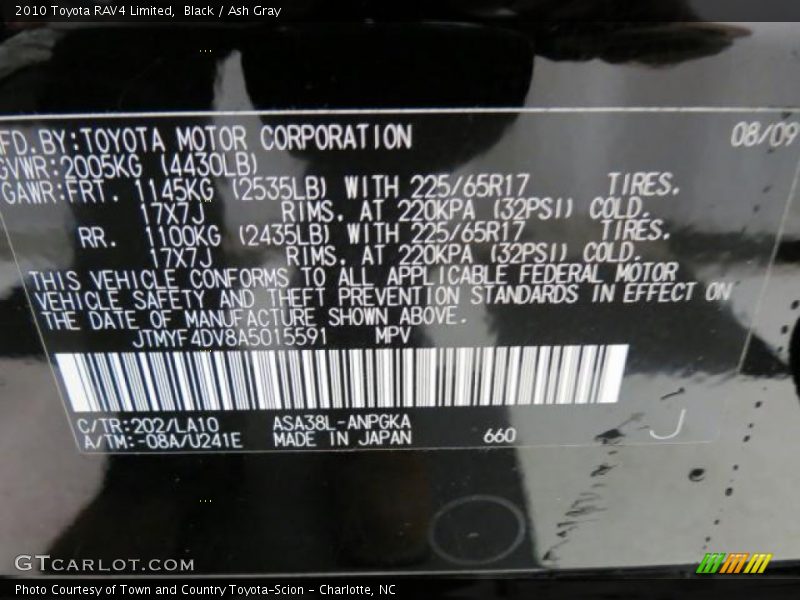 2010 Toyota RAV4 Limited, Black / Ash Gray
FD.BY:TOYOTA MOTOR CORPORATION 08/09
GVWR:2005KG (4430LB)
GAWR:FRT. 1145KG (2535LB) WITH 225/65R17 TIRES.
17X7J RIMS. AT 220KPA (32PSI) COLD.
RR. 1100KG (2435LB) WITH 225/65R17 TIRES.
17X7J RIMS. AT 220KPA (32PSI) COLD.
THIS VEHICLE CONFORMS TO ALL APPLICABLE FEDERAL MOTOR
VEHICLE SAFETY AND THEFT PREVENTION STANDARDS IN EFFECT ON
THE DATE OF MANUFACTURE SHOWN ABOVE.
JTMYF4DV8A5015591 MPV
C/TR:202/LA10 ASA38L-ANPGKA
A/TM:-08A/U241E MADE IN JAPAN 660
GTCARLOT.COM
Photo Courtesy of Town and Country Toyota-Scion - Charlotte, NC